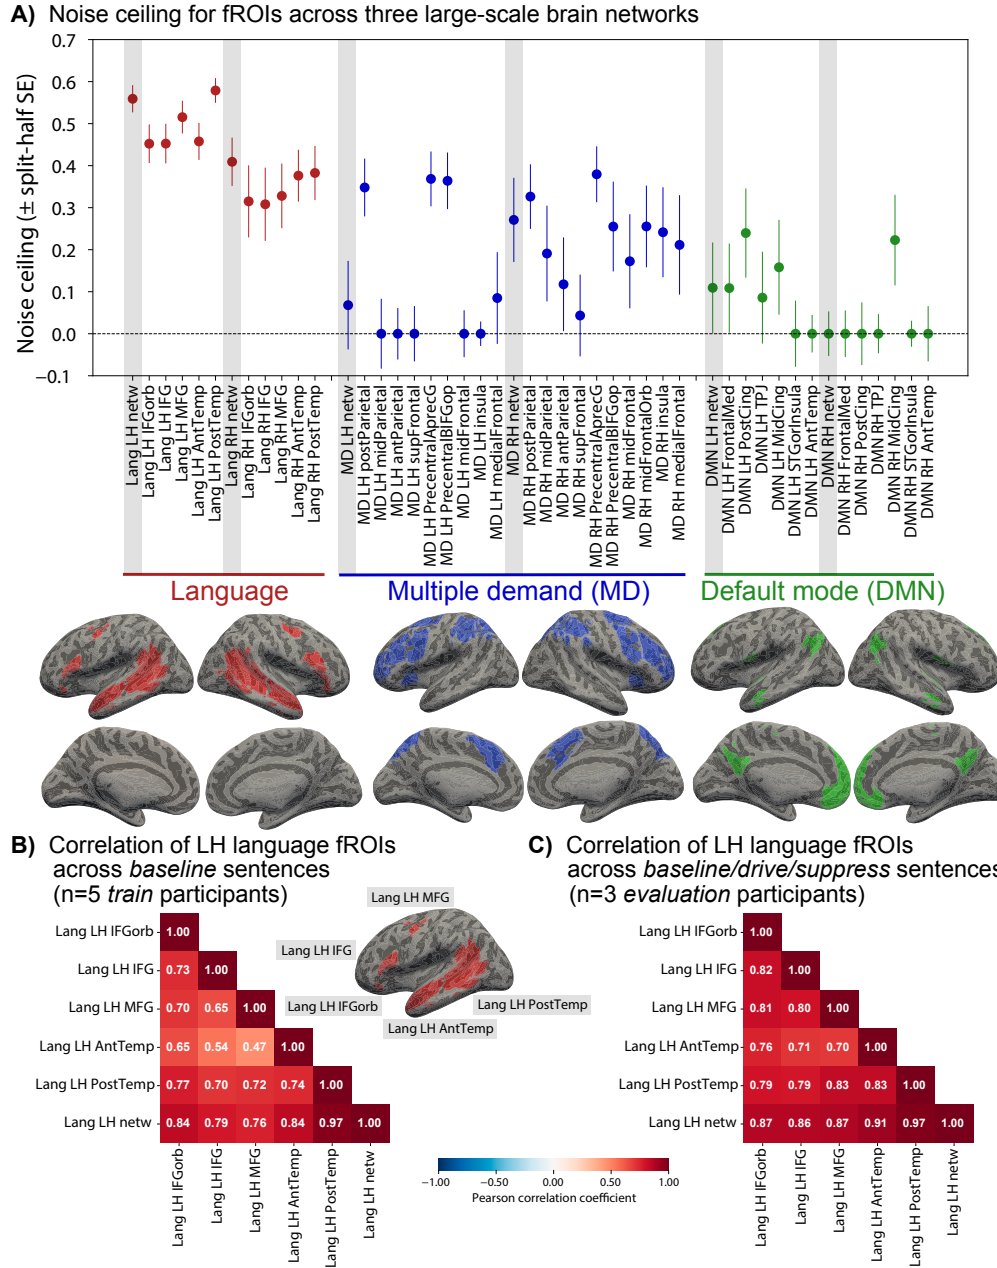 A) Noise ceiling for fROIs across three large-scale brain networks
Noise ceiling (± split-half SE)
0.7
0.6
0.5
0.4
0.3
0.2
0.1
0.0
−0.1
Lang LH netw
Lang LH IFGorb
Lang LH IFG
Lang LH MFG
Lang LH AntTemp
Lang LH PostTemp
Lang RH netw
Lang RH IFGorb
Lang RH IFG
Lang RH MFG
Lang RH AntTemp
Lang RH PostTemp
MD LH netw
MD LH postParietal
MD LH midParietal
MD LH antParietal
MD LH supFrontal
MD LH PrecentralAprecG
MD LH PrecentralBIFGop
MD LH midFrontal
MD LH insula
MD LH medialFrontal
MD RH netw
MD RH postParietal
MD RH midParietal
MD RH antParietal
MD RH supFrontal
MD RH PrecentralAprecG
MD RH PrecentralBIFGop
MD RH midFrontal
MD RH midFrontalOrb
MD RH insula
MD RH medialFrontal
DMN LH netw
DMN LH FrontalMed
DMN LH PostCing
DMN LH TPJ
DMN LH MidCing
DMN LH STGorInsula
DMN LH AntTemp
DMN RH netw
DMN RH FrontalMed
DMN RH PostCing
DMN RH TPJ
DMN RH MidCing
DMN RH STGorInsula
DMN RH AntTemp
Language
Multiple demand (MD)
Default mode (DMN)
B) Correlation of LH language fROIs
across baseline sentences
(n=5 train participants)
Lang LH IFGorb 1.00
Lang LH IFG 0.73 1.00
Lang LH MFG 0.70 0.65 1.00
Lang LH AntTemp 0.65 0.54 0.47 1.00
Lang LH PostTemp 0.77 0.70 0.72 0.74 1.00
Lang LH netw 0.84 0.79 0.76 0.84 0.97 1.00
Lang LH IFGorb
Lang LH IFG
Lang LH MFG
Lang LH AntTemp
Lang LH PostTemp
Lang LH netw
Lang LH MFG
Lang LH IFG
Lang LH IFGorb
Lang LH PostTemp
Lang LH AntTemp
−1.00 −0.50 0.00 0.50 1.00
Pearson correlation coefficient
C) Correlation of LH language fROIs
across baseline/drive/suppress sentences
(n=3 evaluation participants)
Lang LH IFGorb 1.00
Lang LH IFG 0.82 1.00
Lang LH MFG 0.81 0.80 1.00
Lang LH AntTemp 0.76 0.71 0.70 1.00
Lang LH PostTemp 0.79 0.79 0.83 0.83 1.00
Lang LH netw 0.87 0.86 0.87 0.91 0.97 1.00
Lang LH IFGorb
Lang LH IFG
Lang LH MFG
Lang LH AntTemp
Lang LH PostTemp
Lang LH netw